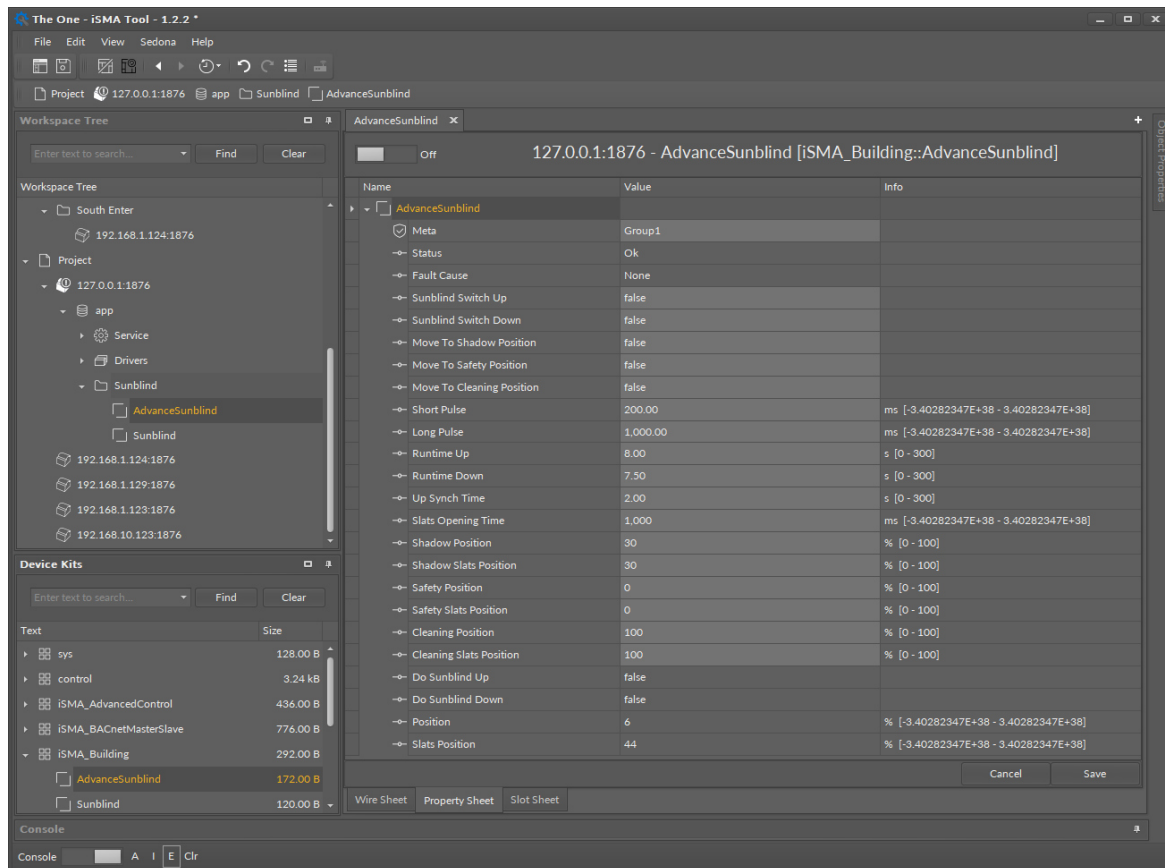 The One - iSMA Tool - 1.2.2 *
File Edit View Sedona Help
Project 127.0.0.1:1876 app Sunblind AdvanceSunblind
Workspace Tree
Enter text to search... Find Clear
Workspace Tree
South Enter
192.168.1.124:1876
Project
127.0.0.1:1876
app
Service
Drivers
Sunblind
AdvanceSunblind
Sunblind
192.168.1.124:1876
192.168.1.129:1876
192.168.1.123:1876
192.168.10.123:1876
Device Kits
Enter text to search... Find Clear
Text Size
sys 128.00 B
control 3.24 kB
iSMA_AdvancedControl 436.00 B
iSMA_BACnetMasterSlave 776.00 B
iSMA_Building 292.00 B
AdvanceSunblind 172.00 B
Sunblind 120.00 B
AdvanceSunblind
Off 127.0.0.1:1876 - AdvanceSunblind [iSMA_Building::AdvanceSunblind]
Name Value Info
AdvanceSunblind
Meta Group1
Status Ok
Fault Cause None
Sunblind Switch Up false
Sunblind Switch Down false
Move To Shadow Position false
Move To Safety Position false
Move To Cleaning Position false
Short Pulse 200.00 ms [-3.40282347E+38 - 3.40282347E+38]
Long Pulse 1,000.00 ms [-3.40282347E+38 - 3.40282347E+38]
Runtime Up 8.00 s [0 - 300]
Runtime Down 7.50 s [0 - 300]
Up Synch Time 2.00 s [0 - 300]
Slats Opening Time 1,000 ms [-3.40282347E+38 - 3.40282347E+38]
Shadow Position 30 % [0 - 100]
Shadow Slats Position 30 % [0 - 100]
Safety Position 0 % [0 - 100]
Safety Slats Position 0 % [0 - 100]
Cleaning Position 100 % [0 - 100]
Cleaning Slats Position 100 % [0 - 100]
Do Sunblind Up false
Do Sunblind Down false
Position 6 % [-3.40282347E+38 - 3.40282347E+38]
Slats Position 44 % [-3.40282347E+38 - 3.40282347E+38]
Cancel Save
Wire Sheet Property Sheet Slot Sheet
Object Properties
Console
Console A I E Clr